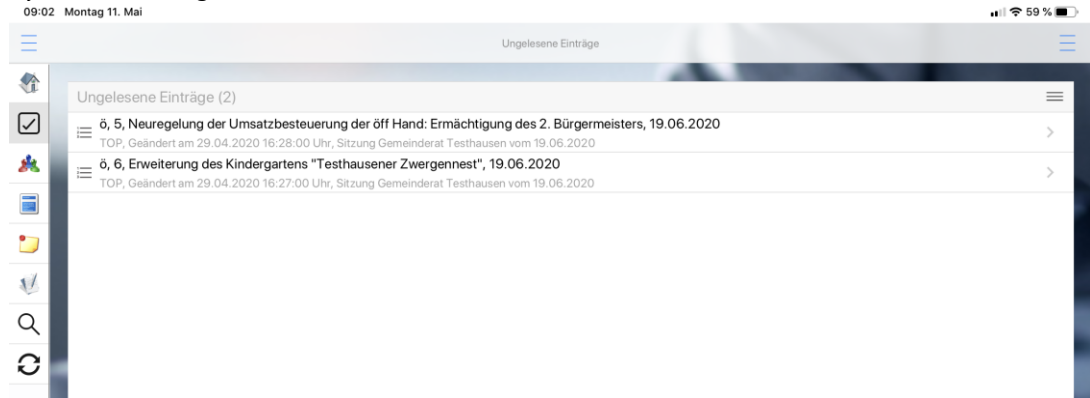 09:02 Montag 11. Mai 59 %
Ungelesene Einträge
Ungelesene Einträge (2)
ö, 5, Neuregelung der Umsatzbesteuerung der öff Hand: Ermächtigung des 2. Bürgermeisters, 19.06.2020
TOP, Geändert am 29.04.2020 16:28:00 Uhr, Sitzung Gemeinderat Testhausen vom 19.06.2020
ö, 6, Erweiterung des Kindergartens "Testhausener Zwergennest", 19.06.2020
TOP, Geändert am 29.04.2020 16:27:00 Uhr, Sitzung Gemeinderat Testhausen vom 19.06.2020